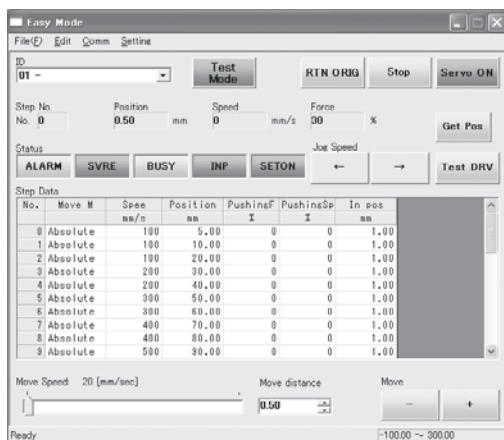 Easy Mode
File(F) Edit Comm Setting
ID
01 -
Test Mode
RTN ORIG Stop Servo ON
Step No. Position Speed Force
No. 0 0.50 mm 0 mm/s 30 %
Get Pos
Status Jog Speed
ALARM SVRE BUSY INP SETON ← → Test DRV
Step Data
No. Move M Spee Position PushingF PushingSp In pos
mm/s mm % % mm
0 Absolute 100 5.00 0 0 1.00
1 Absolute 100 10.00 0 0 1.00
2 Absolute 100 20.00 0 0 1.00
3 Absolute 200 30.00 0 0 1.00
4 Absolute 200 40.00 0 0 1.00
5 Absolute 300 50.00 0 0 1.00
6 Absolute 300 60.00 0 0 1.00
7 Absolute 400 70.00 0 0 1.00
8 Absolute 400 80.00 0 0 1.00
9 Absolute 500 90.00 0 0 1.00
Move Speed: 20 [mm/sec] Move distance Move
0.50 - +
Ready -100.00 ~ 300.00